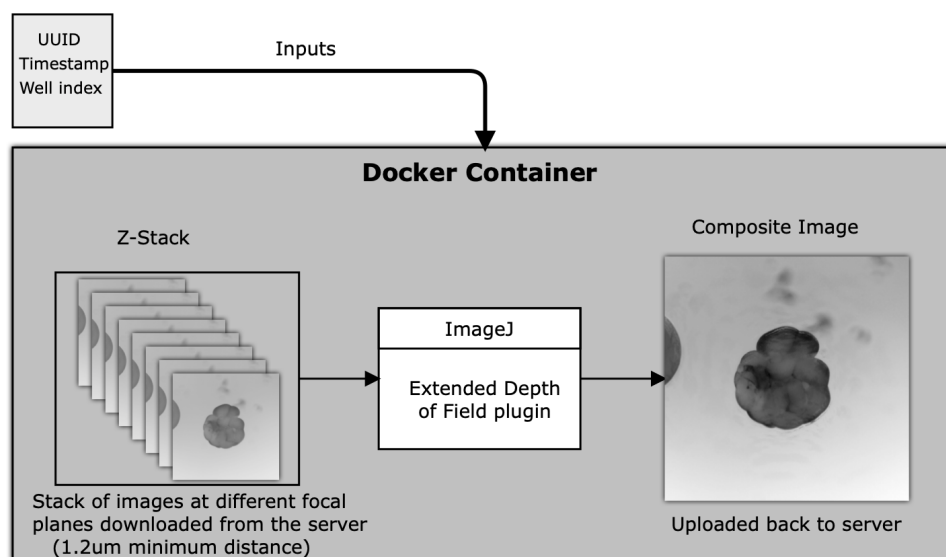 UUID
Timestamp
Well index
Inputs
Docker Container
Z-Stack
Composite Image
ImageJ
Extended Depth
of Field plugin
Stack of images at different focal
planes downloaded from the server
(1.2um minimum distance)
Uploaded back to server